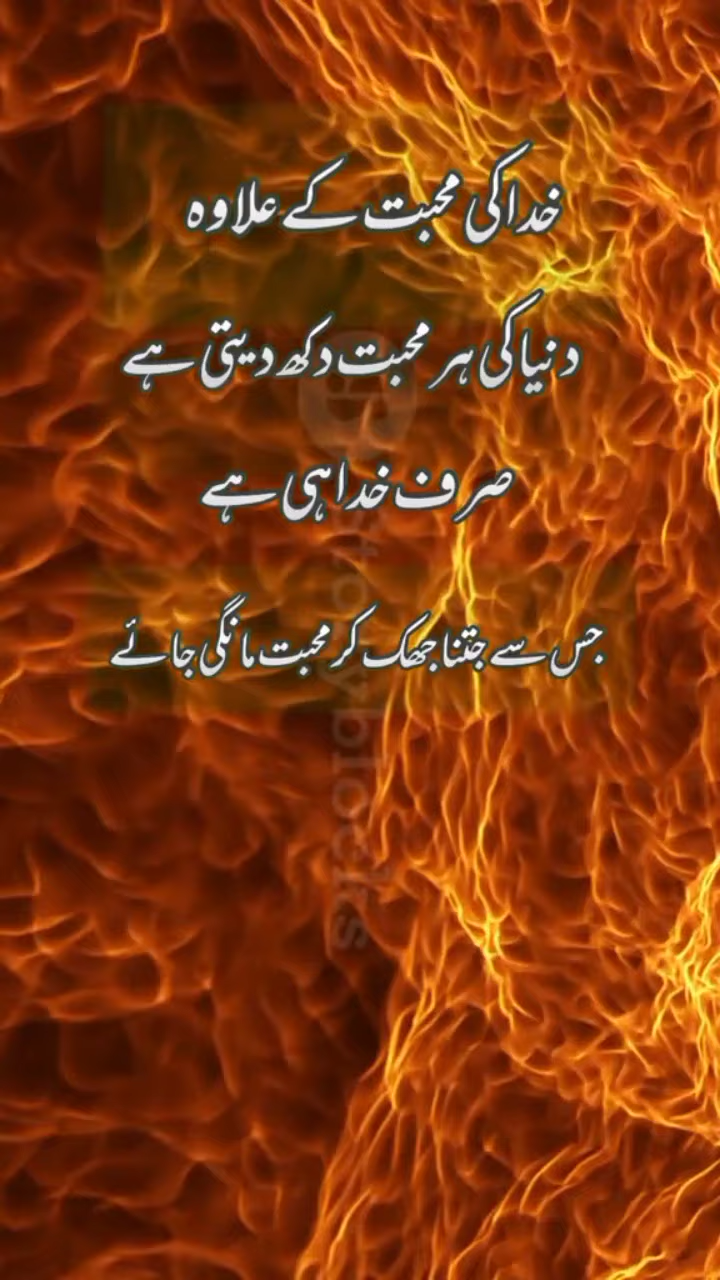 خدا کی محبت کے علاوہ
دنیا کی ہر محبت دکھ دیتی ہے
صرف خدا ہی ہے
جس سے جتنا جھک کر محبت مانگی جائے
storyblocks